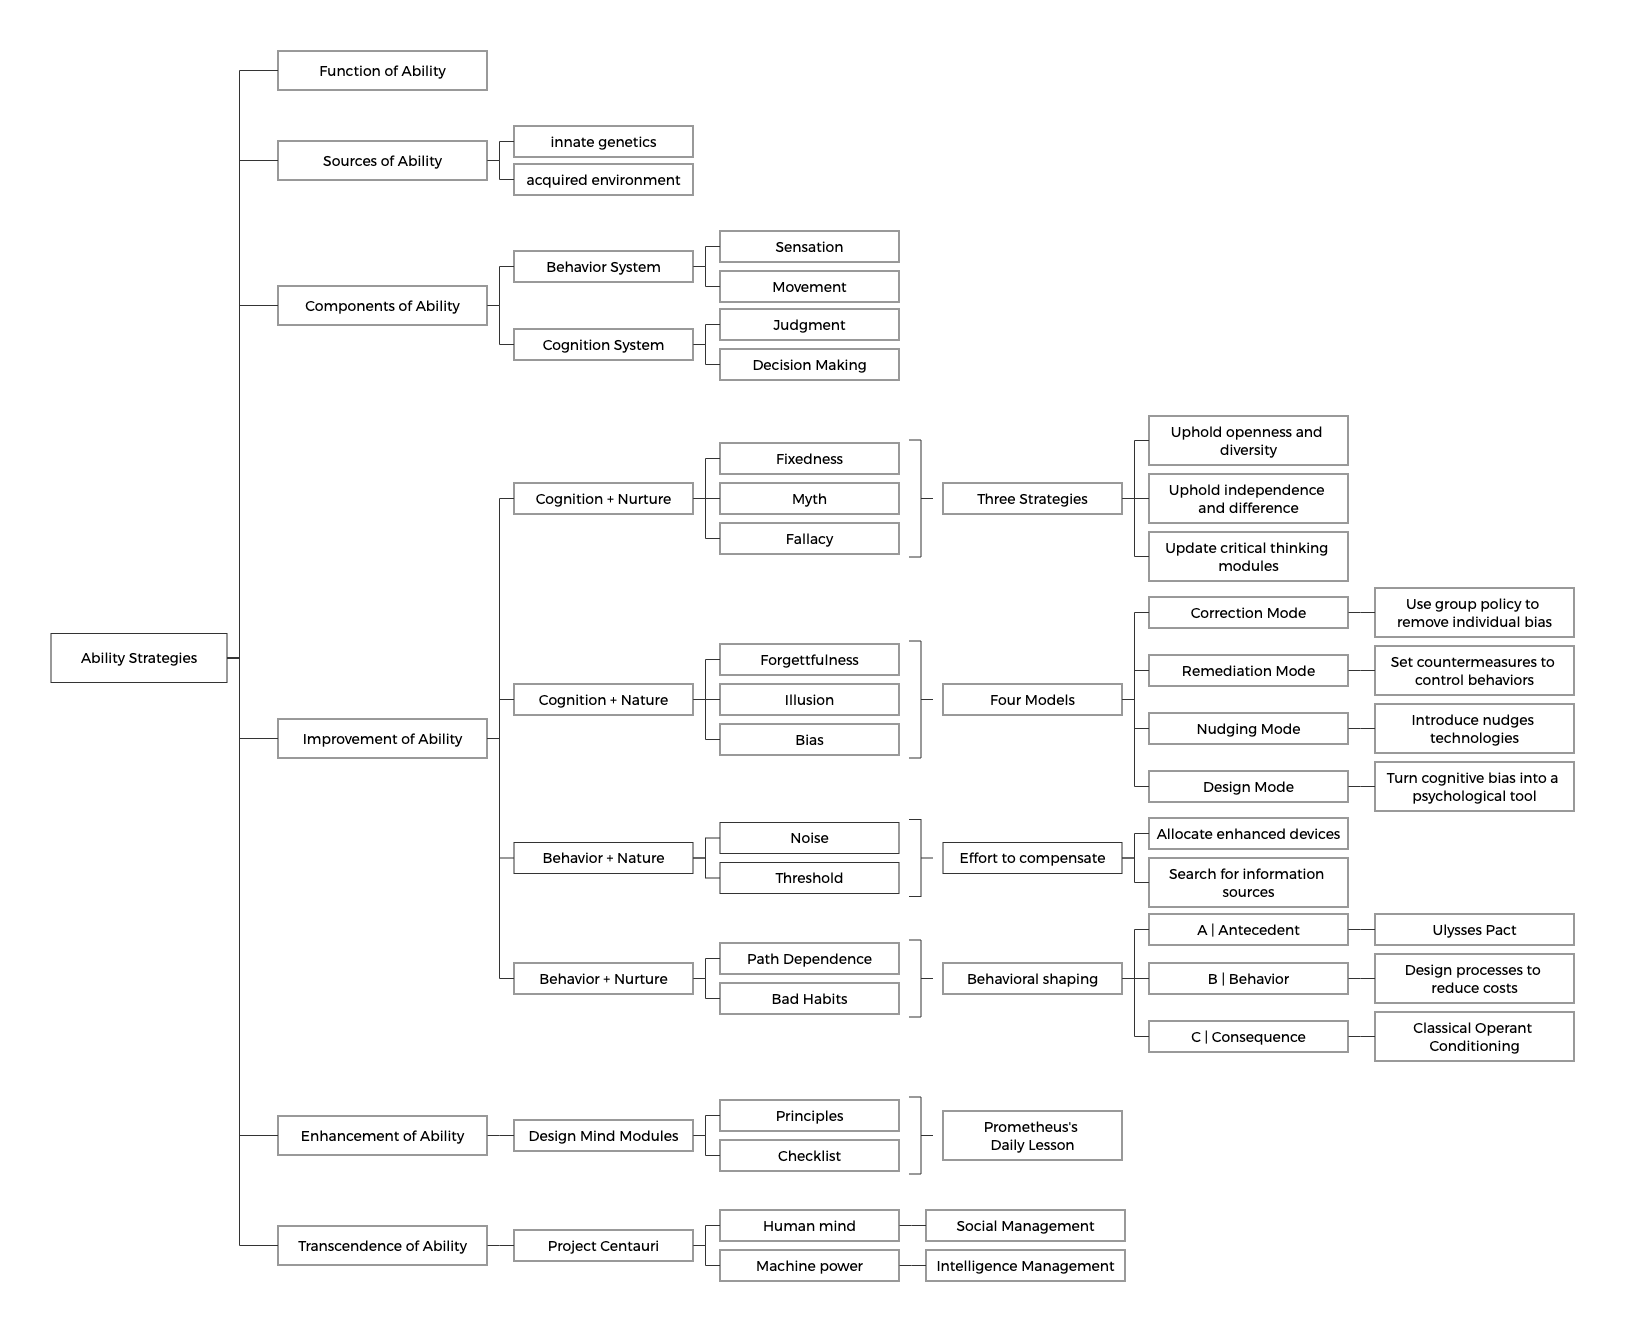 Function of Ability
Sources of Ability
innate genetics
acquired environment
Components of Ability
Behavior System
Sensation
Movement
Cognition System
Judgment
Decision Making
Ability Strategies
Improvement of Ability
Cognition + Nurture
Fixedness
Myth
Fallacy
Three Strategies
Uphold openness and
diversity
Uphold independence
and difference
Update critical thinking
modules
Cognition + Nature
Forgettfulness
Illusion
Bias
Four Models
Correction Mode
Use group policy to
remove individual bias
Remediation Mode
Set countermeasures to
control behaviors
Nudging Mode
Introduce nudges
technologies
Design Mode
Turn cognitive bias into a
psychological tool
Behavior + Nature
Noise
Threshold
Effort to compensate
Allocate enhanced devices
Search for information
sources
Behavior + Nurture
Path Dependence
Bad Habits
Behavioral shaping
A | Antecedent
Ulysses Pact
B | Behavior
Design processes to
reduce costs
C | Consequence
Classical Operant
Conditioning
Enhancement of Ability
Design Mind Modules
Principles
Checklist
Prometheus's
Daily Lesson
Transcendence of Ability
Project Centauri
Human mind
Social Management
Machine power
Intelligence Management